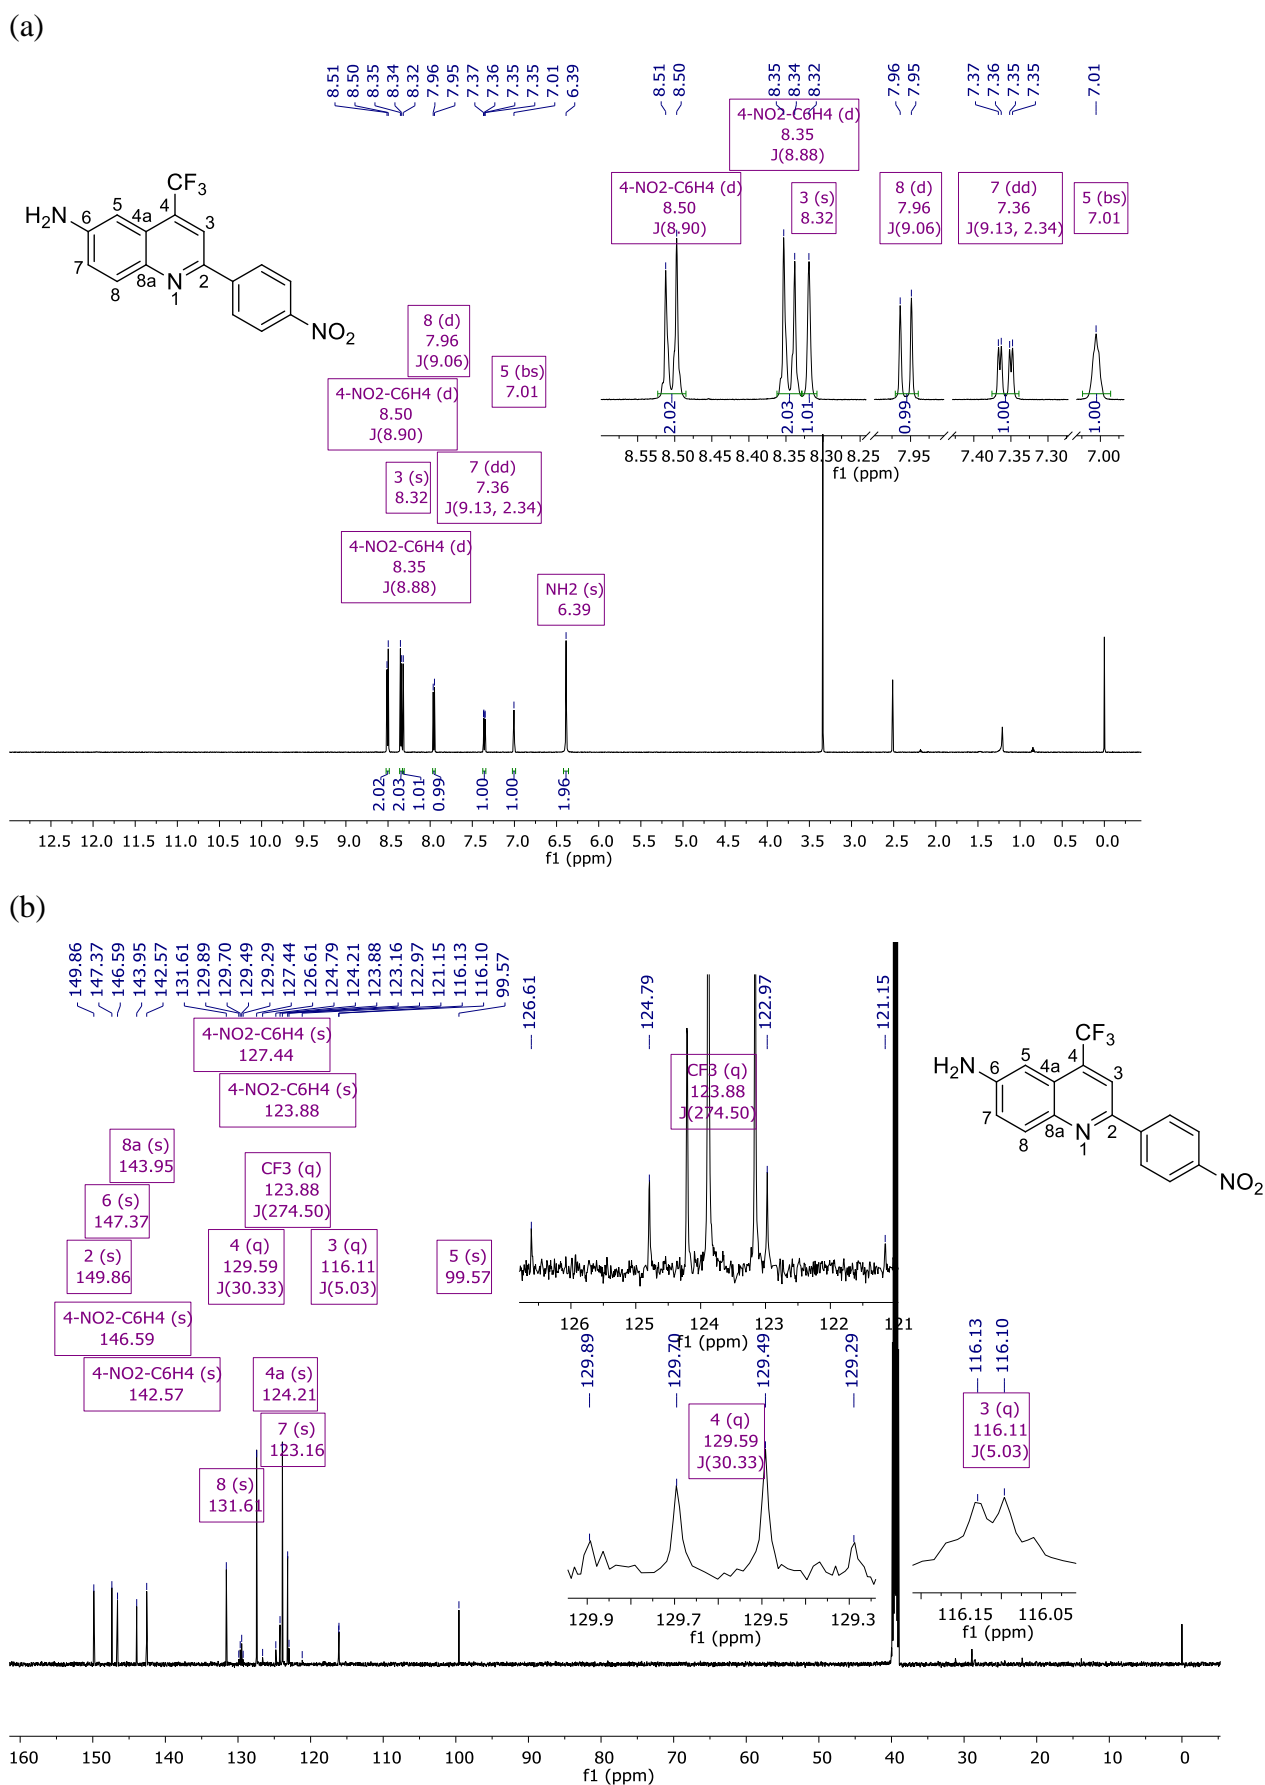 (a)
8.51
8.50
8.35
8.34
8.32
7.96
7.95
7.37
7.36
7.35
7.35
7.01
6.39
8.51
8.50
8.35
8.34
8.32
7.96
7.95
7.37
7.36
7.35
7.35
7.01
4-NO2-C6H4 (d)
8.35
J(8.88)
4-NO2-C6H4 (d)
8.50
J(8.90)
3 (s)
8.32
8 (d)
7.96
J(9.06)
7 (dd)
7.36
J(9.13, 2.34)
5 (bs)
7.01
CF3
H2N
6
5
4a
4
3
7
8
8a
N
1
2
NO2
8 (d)
7.96
J(9.06)
5 (bs)
7.01
4-NO2-C6H4 (d)
8.50
J(8.90)
3 (s)
8.32
7 (dd)
7.36
J(9.13, 2.34)
4-NO2-C6H4 (d)
8.35
J(8.88)
NH2 (s)
6.39
2.02
2.03
1.01
0.99
1.00
1.00
8.55 8.50 8.45 8.40 8.35 8.30 8.25 7.95 7.40 7.35 7.30 7.00
f1 (ppm)
2.02
2.03
1.01
0.99
1.00
1.00
1.96
12.5 12.0 11.5 11.0 10.5 10.0 9.5 9.0 8.5 8.0 7.5 7.0 6.5 6.0 5.5 5.0 4.5 4.0 3.5 3.0 2.5 2.0 1.5 1.0 0.5 0.0
f1 (ppm)
(b)
149.86
147.37
146.59
143.95
142.57
131.61
129.89
129.70
129.49
129.29
127.44
126.61
124.79
124.21
123.88
123.16
122.97
121.15
116.13
116.10
99.57
126.61
124.79
122.97
121.15
4-NO2-C6H4 (s)
127.44
4-NO2-C6H4 (s)
123.88
8a (s)
143.95
CF3 (q)
123.88
J(274.50)
6 (s)
147.37
2 (s)
149.86
4 (q)
129.59
J(30.33)
3 (q)
116.11
J(5.03)
5 (s)
99.57
4-NO2-C6H4 (s)
146.59
4-NO2-C6H4 (s)
142.57
4a (s)
124.21
7 (s)
123.16
8 (s)
131.61
CF3 (q)
123.88
J(274.50)
126 125 124 123 122 121
f1 (ppm)
CF3
H2N
6
5
4a
4
3
7
8
8a
N
1
2
NO2
129.89
129.70
129.49
129.29
4 (q)
129.59
J(30.33)
129.9 129.7 129.5 129.3
f1 (ppm)
116.13
116.10
3 (q)
116.11
J(5.03)
116.15 116.05
f1 (ppm)
160 150 140 130 120 110 100 90 80 70 60 50 40 30 20 10 0
f1 (ppm)